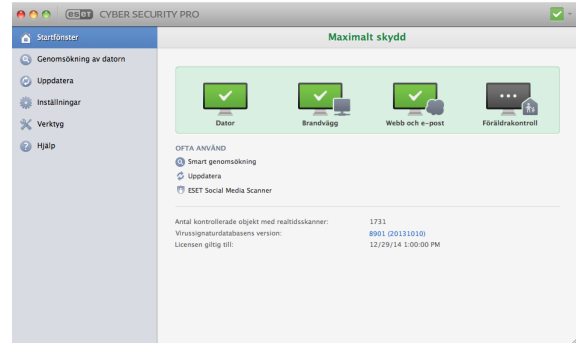 eset CYBER SECURITY PRO
Startfönster
Genomsökning av datorn
Uppdatera
Inställningar
Verktyg
Hjälp
Maximalt skydd
Dator
Brandvägg
Webb och e-post
Föräldrakontroll
OFTA ANVÄND
Smart genomsökning
Uppdatera
ESET Social Media Scanner
Antal kontrollerade objekt med realtidsskanner: 1731
Virussignaturdatabasens version: 8901 (20131010)
Licensen giltig till: 12/29/14 1:00:00 PM